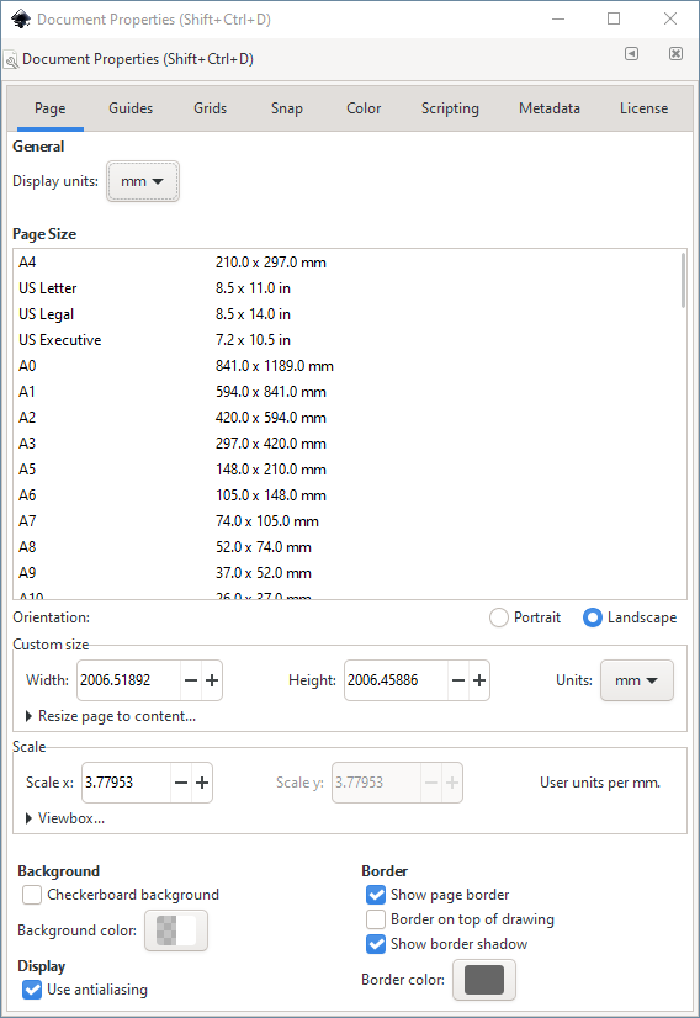 Document Properties (Shift+Ctrl+D)
Document Properties (Shift+Ctrl+D)
Page Guides Grids Snap Color Scripting Metadata License
General
Display units: mm
Page Size
A4 210.0 x 297.0 mm
US Letter 8.5 x 11.0 in
US Legal 8.5 x 14.0 in
US Executive 7.2 x 10.5 in
A0 841.0 x 1189.0 mm
A1 594.0 x 841.0 mm
A2 420.0 x 594.0 mm
A3 297.0 x 420.0 mm
A5 148.0 x 210.0 mm
A6 105.0 x 148.0 mm
A7 74.0 x 105.0 mm
A8 52.0 x 74.0 mm
A9 37.0 x 52.0 mm
A10 26.0 x 37.0 mm
Orientation: Portrait Landscape
Custom size
Width: 2006.51892 Height: 2006.45886 Units: mm
Resize page to content...
Scale
Scale x: 3.77953 Scale y: 3.77953 User units per mm.
Viewbox...
Background Border
Checkerboard background Show page border
Border on top of drawing
Background color: Show border shadow
Display
Border color:
Use antialiasing